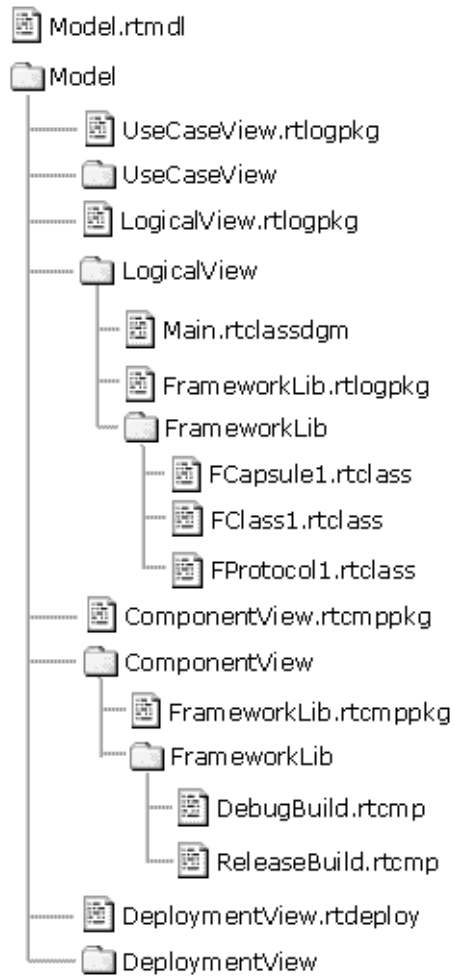 Model.rtmdl
Model
UseCaseView.rtlogpkg
UseCaseView
LogicalView.rtlogpkg
LogicalView
Main.rtclassdgm
FrameworkLib.rtlogpkg
FrameworkLib
FCapsule1.rtclass
FClass1.rtclass
FProtocol1.rtclass
ComponentView.rtcmppkg
ComponentView
FrameworkLib.rtcmppkg
FrameworkLib
DebugBuild.rtcmp
ReleaseBuild.rtcmp
DeploymentView.rtdeploy
DeploymentView